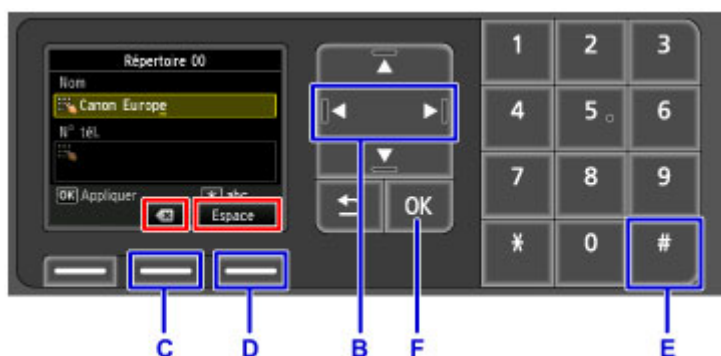 Répertoire 00
Nom
Canon Europe
N° tél.
OK Appliquer * abc
Espace
OK
1 2 3
4 5 6
7 8 9
* 0 #
C D B F E